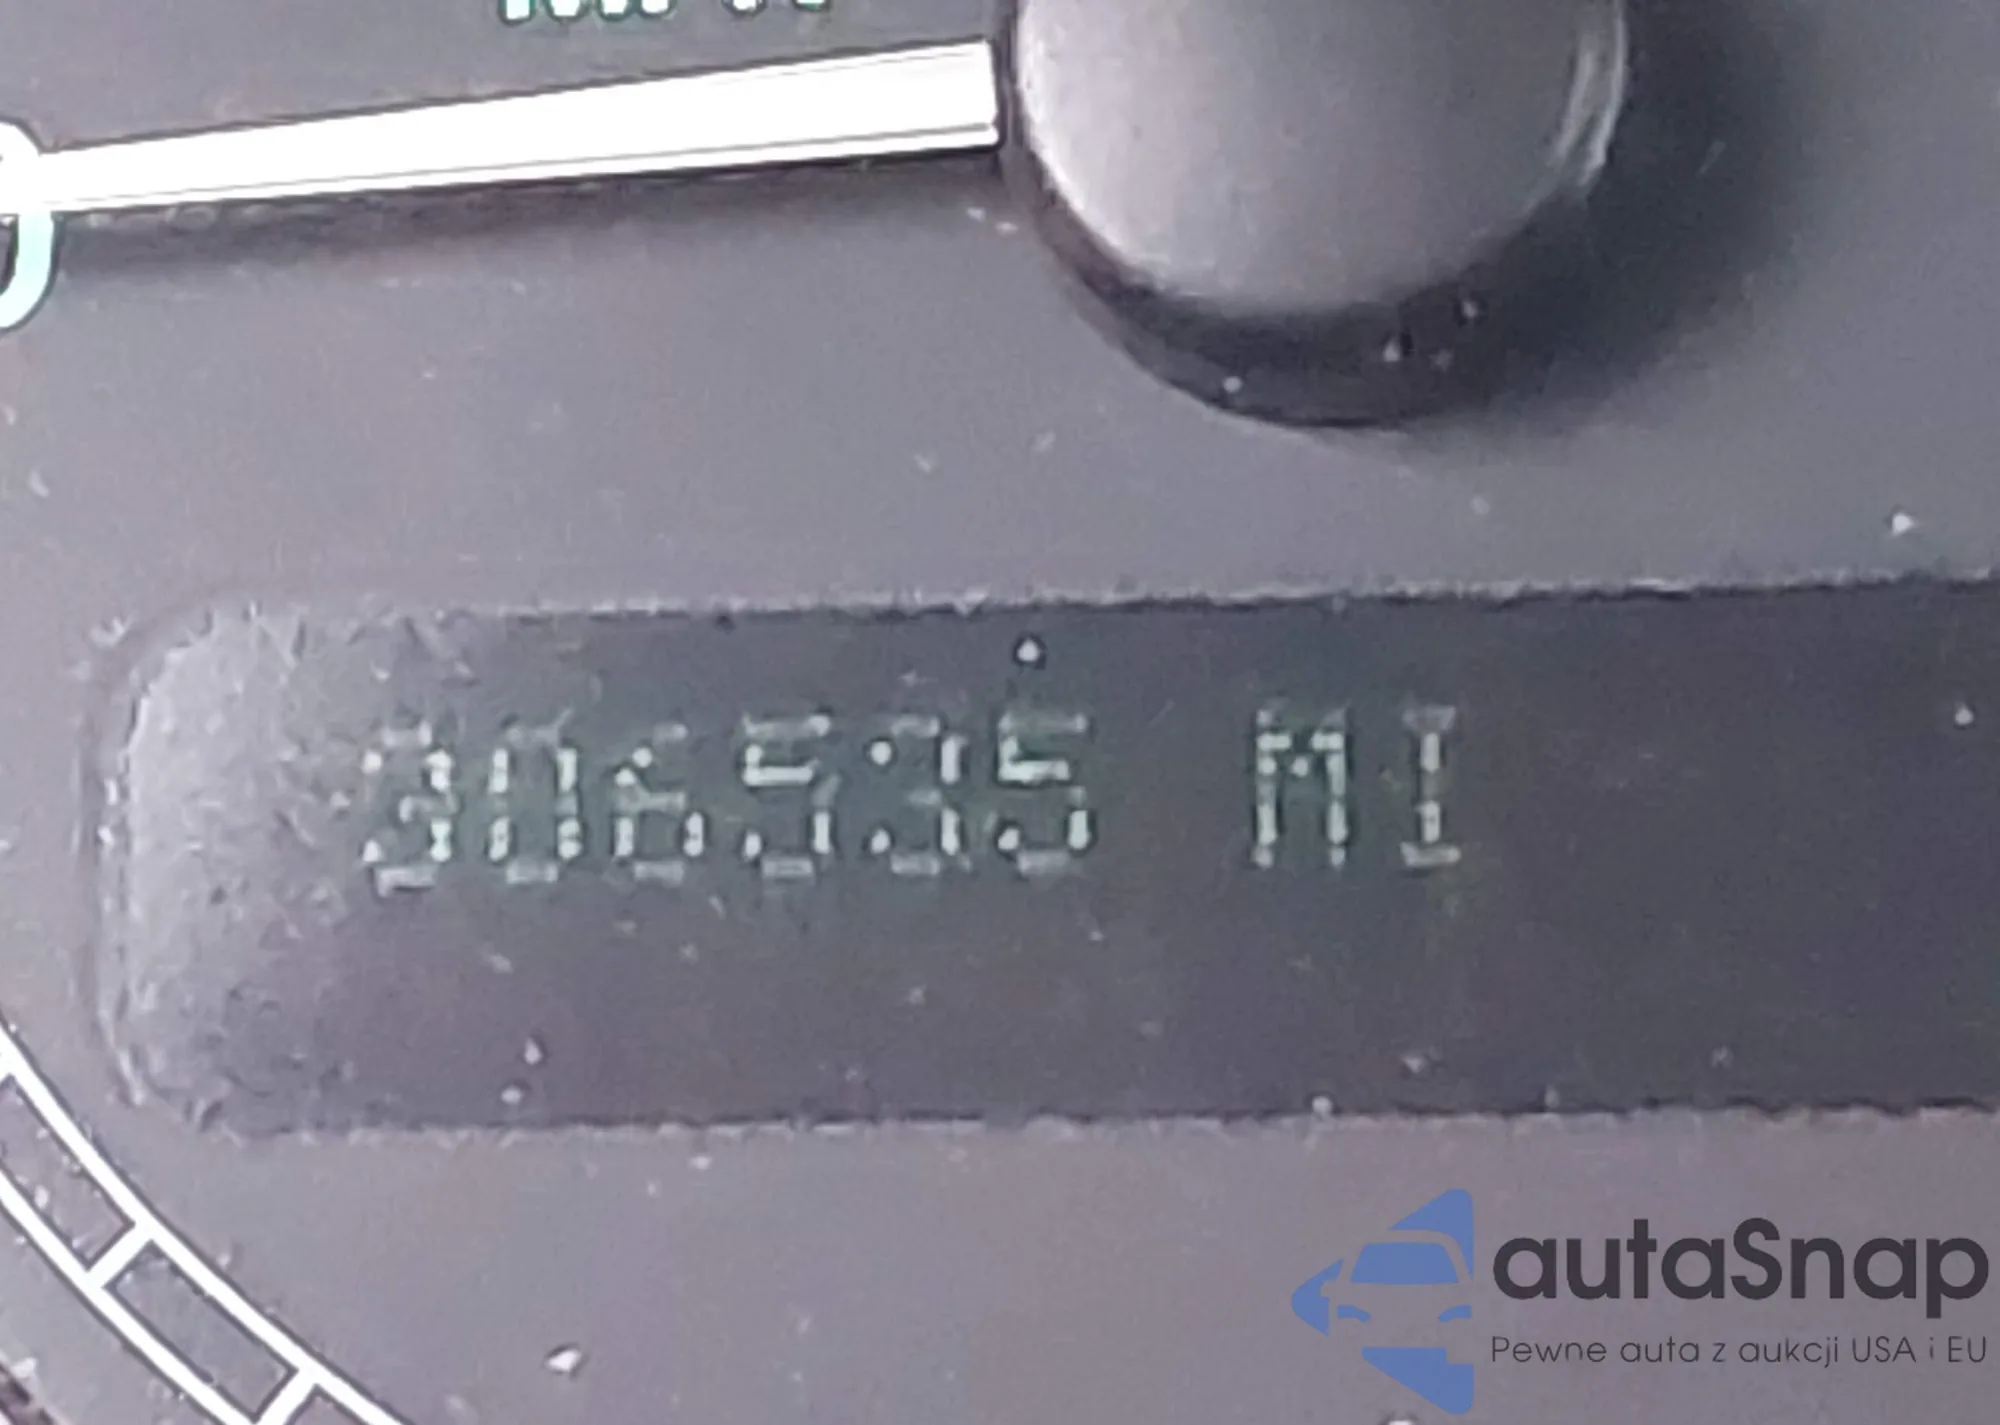 306535 MI
autaSnap
Pewne auta z aukcji USA i EU